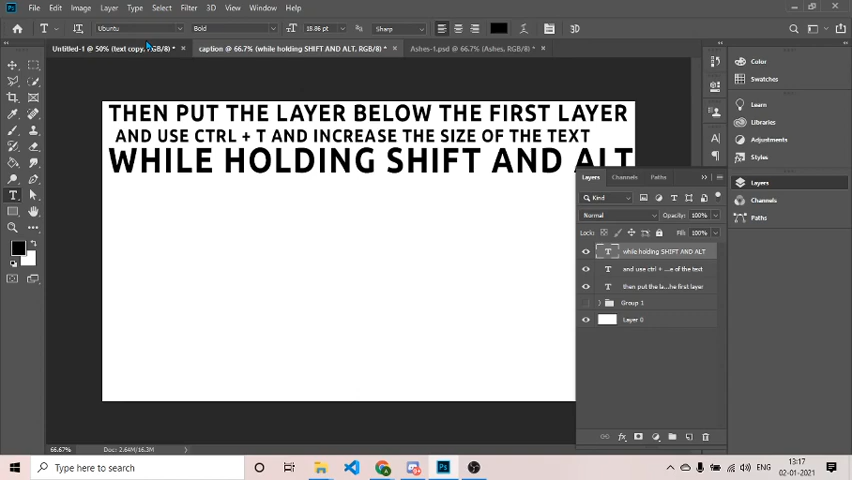 File Edit Image Layer Type Select Filter 3D View Window Help
Ubuntu Bold 18.86 pt Sharp 3D
Untitled-1 @ 50% (text copy, RGB/8) * × caption @ 66.7% (while holding SHIFT AND ALT, RGB/8) * × Ashes-1.psd @ 66.7% (Ashes, RGB/8) * ×
THEN PUT THE LAYER BELOW THE FIRST LAYER
AND USE CTRL + T AND INCREASE THE SIZE OF THE TEXT
WHILE HOLDING SHIFT AND ALT
Layers Channels Paths
Kind
Normal Opacity: 100%
Lock: Fill: 100%
while holding SHIFT AND ALT
and use ctrl + ...e of the text
then put the la...he first layer
Group 1
Layer 0
Color
Swatches
Learn
Libraries
Adjustments
Styles
Layers
Channels
Paths
66.67% Doc: 2.64M/16.3M
Type here to search
ENG
13:17
02-01-2021